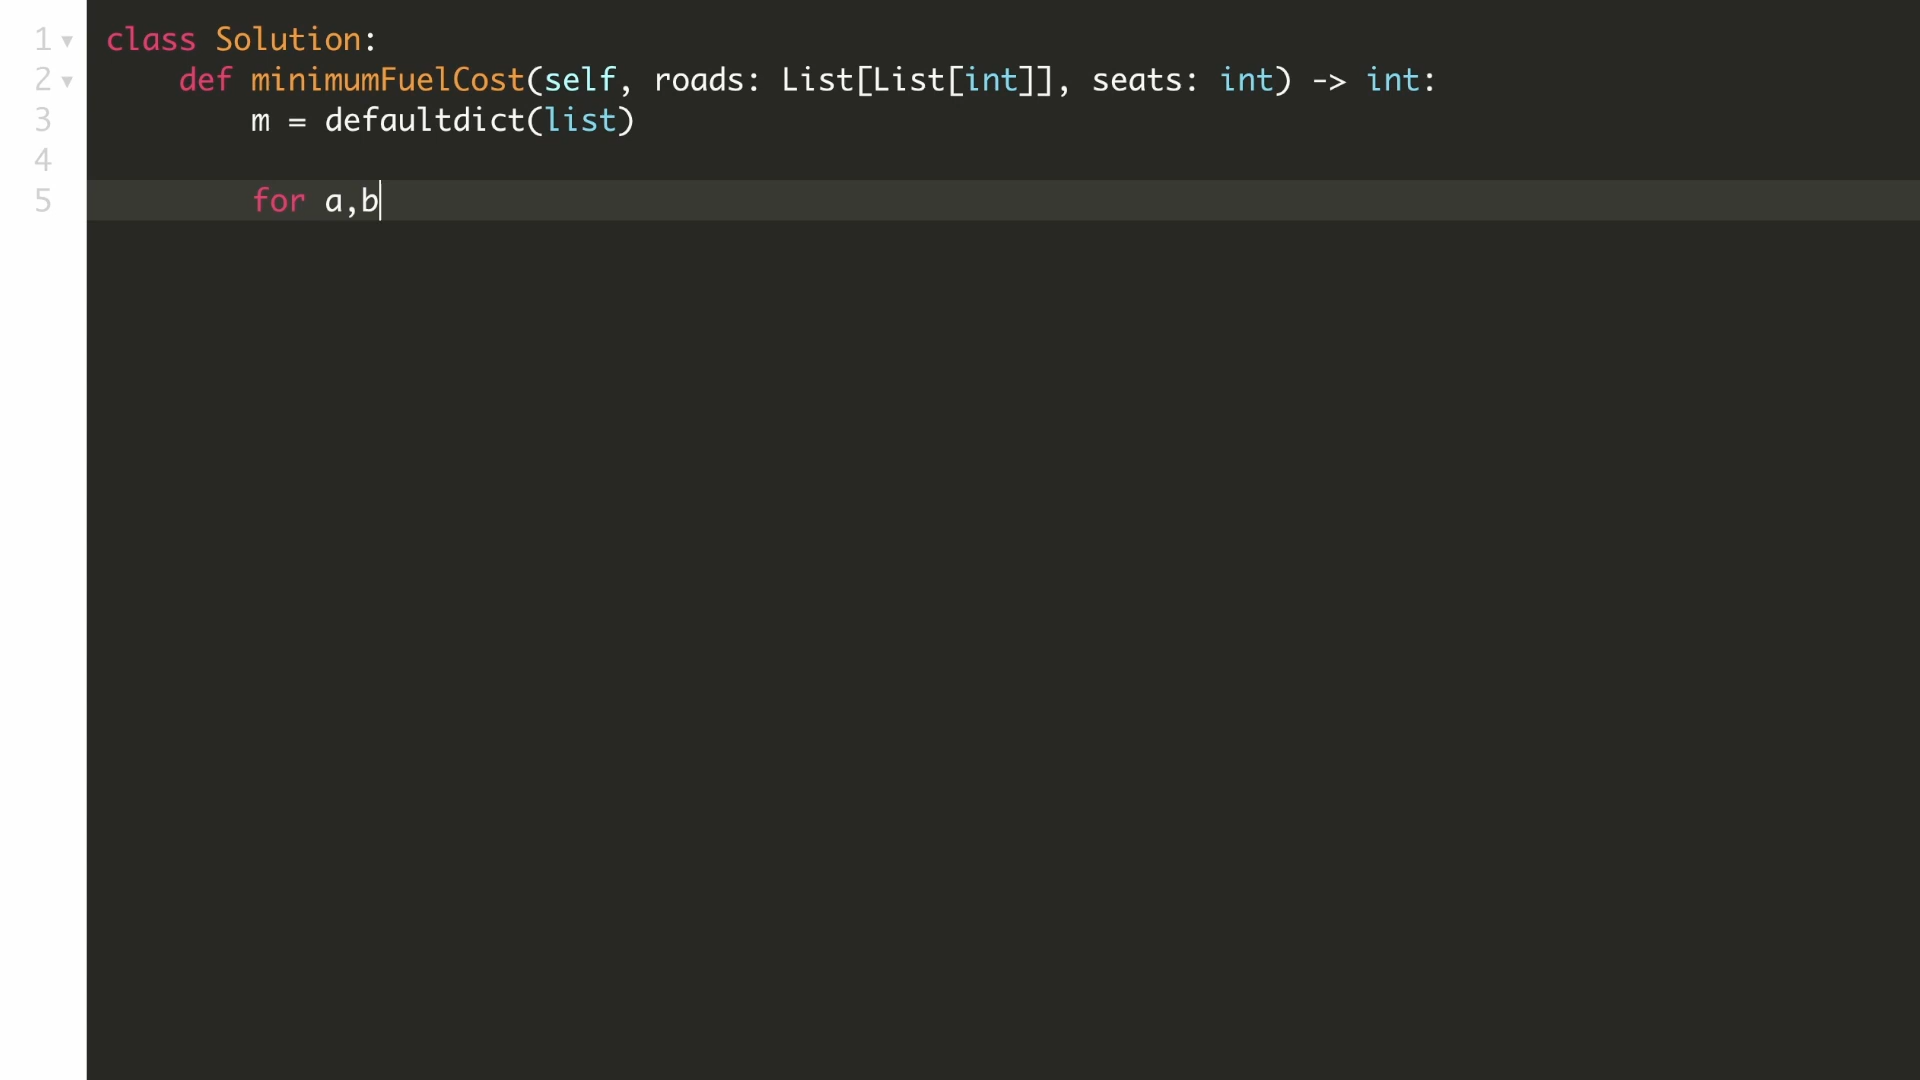 1 class Solution:
2     def minimumFuelCost(self, roads: List[List[int]], seats: int) -> int:
3         m = defaultdict(list)
4
5         for a,b